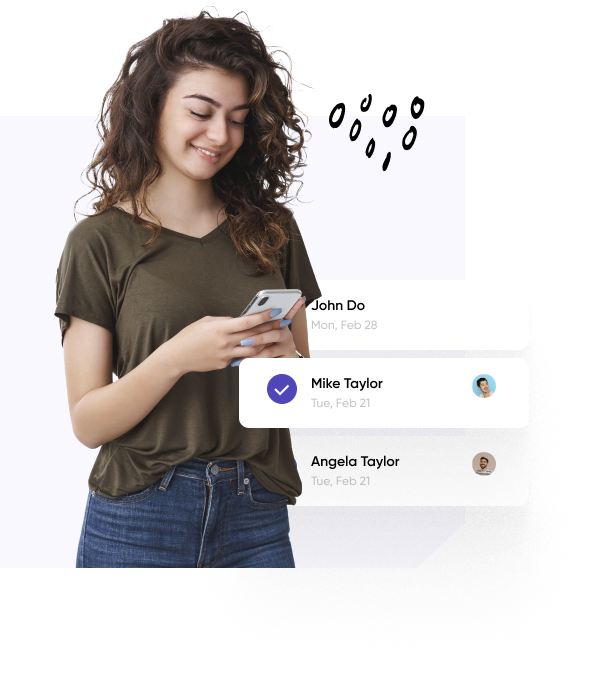 John Do
Mon, Feb 28
Mike Taylor
Tue, Feb 21
Angela Taylor
Tue, Feb 21